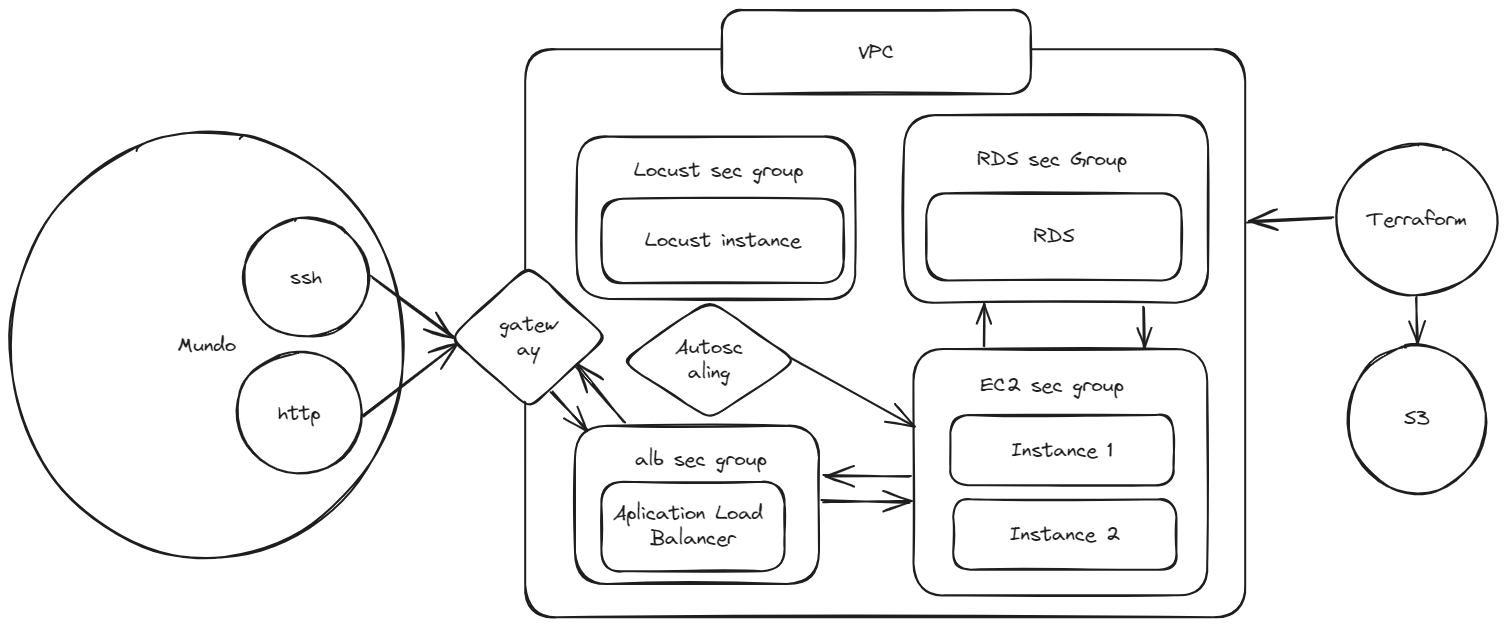 VPC
Locust sec group
Locust instance
RDS sec Group
RDS
Terraform
ssh
Mundo
http
gatew
ay
Autosc
aling
EC2 sec group
Instance 1
Instance 2
alb sec group
Aplication Load
Balancer
S3